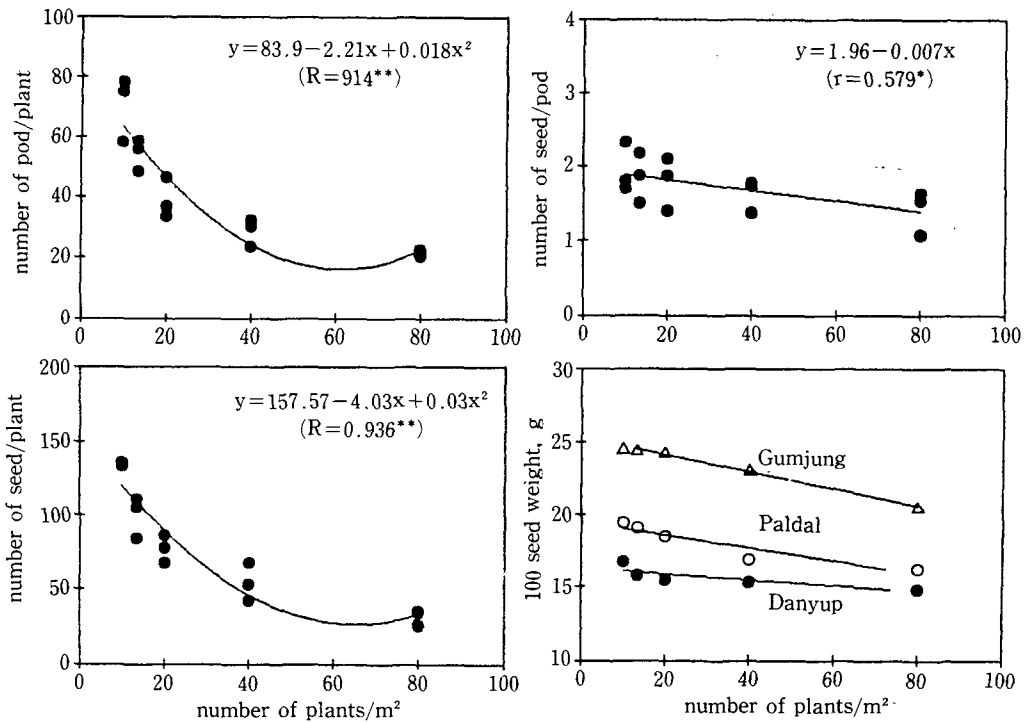 number of pod/plant
100
80
60
40
20
0
y=83.9−2.21x+0.018x²
(R=914**)
0 20 40 60 80 100
number of seed/pod
4
3
2
1
0
y=1.96−0.007x
(r=0.579*)
0 20 40 60 80 100
number of seed/plant
200
150
100
50
0
y=157.57−4.03x+0.03x²
(R=0.936**)
0 20 40 60 80 100
number of plants/m²
100 seed weight, g
30
25
20
15
10
Gumjung
Paldal
Danyup
0 20 40 60 80 100
number of plants/m²